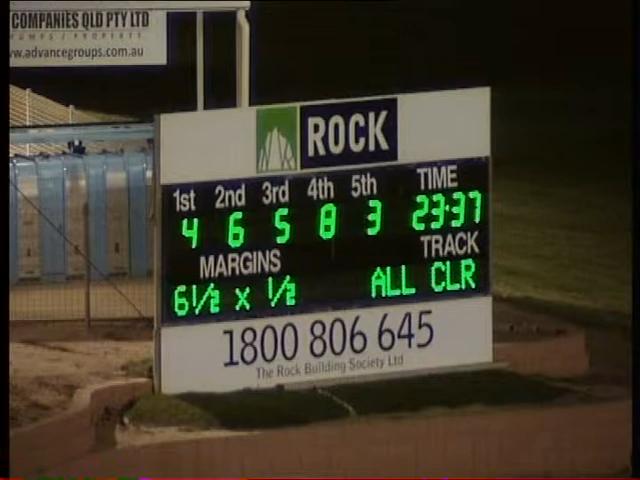 COMPANIES QLD PTY LTD
PUMPS / PROPERTY
www.advancegroups.com.au
ROCK
1st 2nd 3rd 4th 5th TIME
4 6 5 8 3 23:37
MARGINS TRACK
6½ x ½ ALL CLR
1800 806 645
The Rock Building Society Ltd